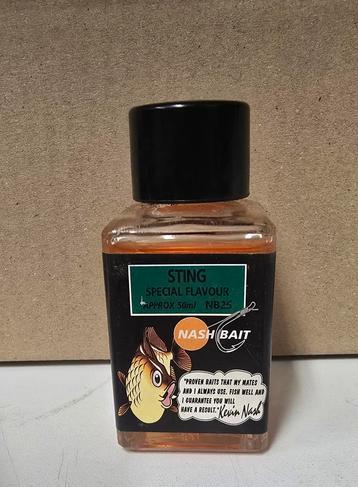 STING
SPECIAL FLAVOUR
APPROX 50ml NB25
NASH BAIT
"PROVEN BAITS THAT MY MATES
AND I ALWAYS USE. FISH WELL AND
I GUARANTEE YOU WILL
HAVE A RESULT." Kevin Nash